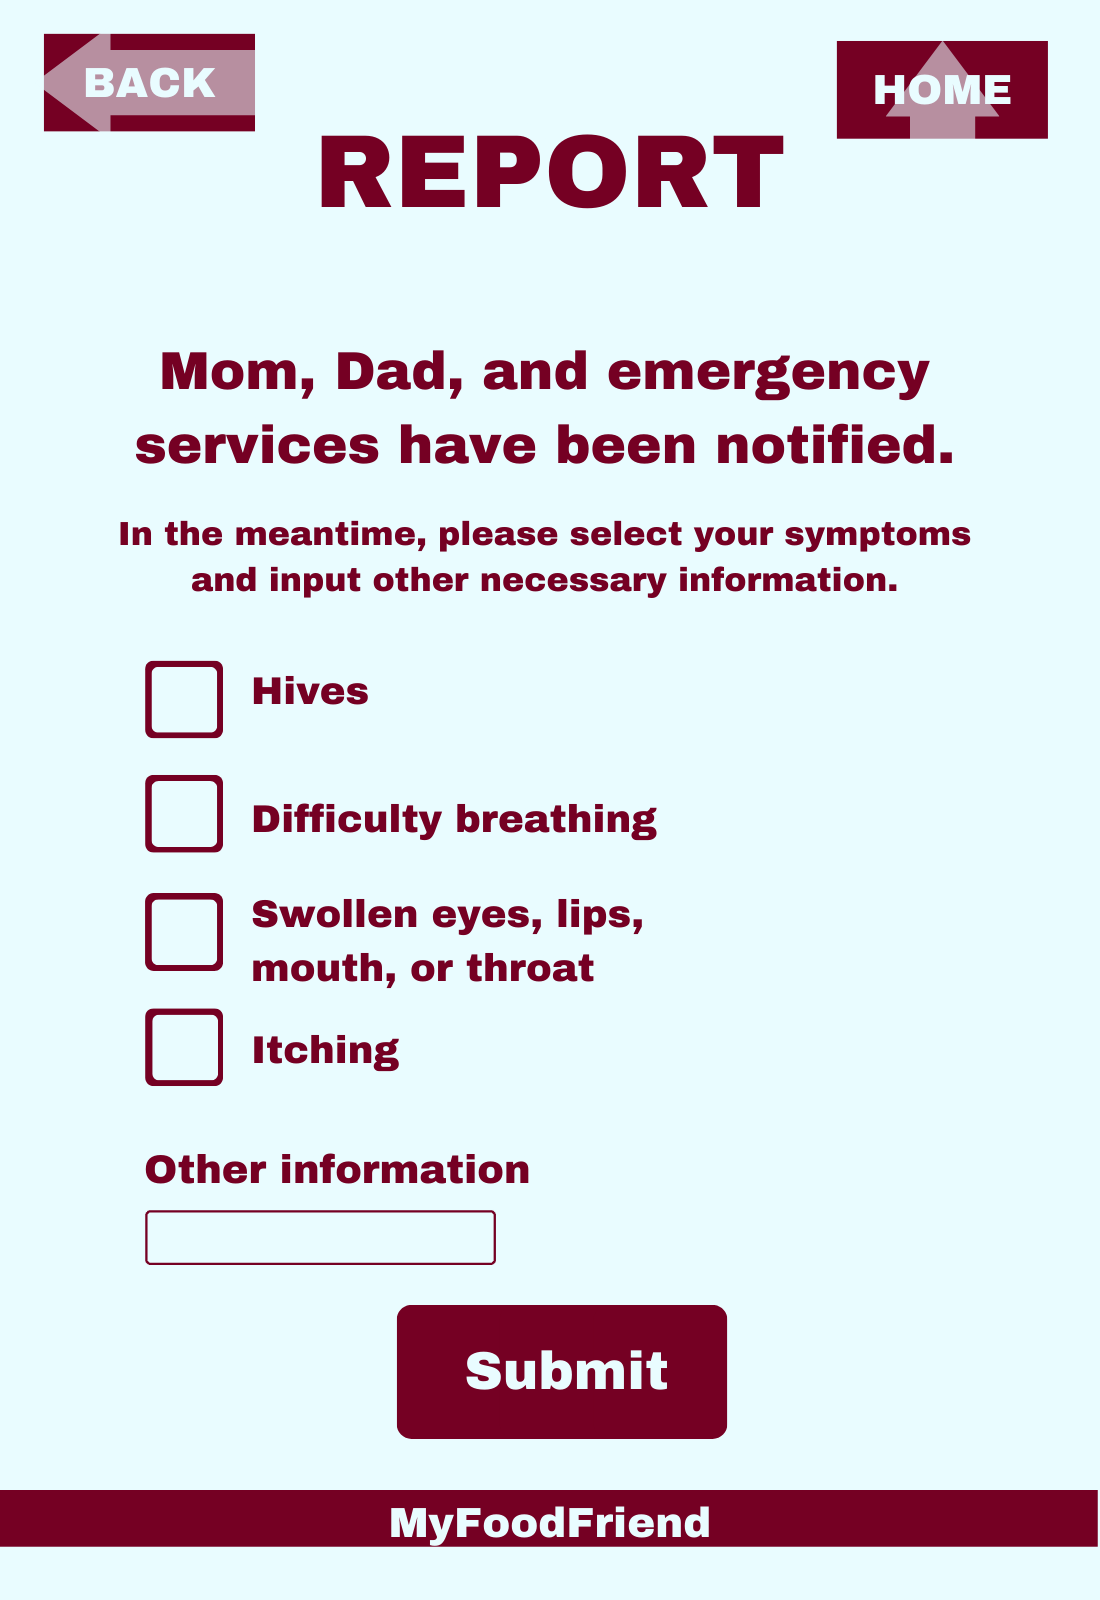 BACK
HOME
REPORT
Mom, Dad, and emergency
services have been notified.
In the meantime, please select your symptoms
and input other necessary information.
Hives
Difficulty breathing
Swollen eyes, lips,
mouth, or throat
Itching
Other information
Submit
MyFoodFriend